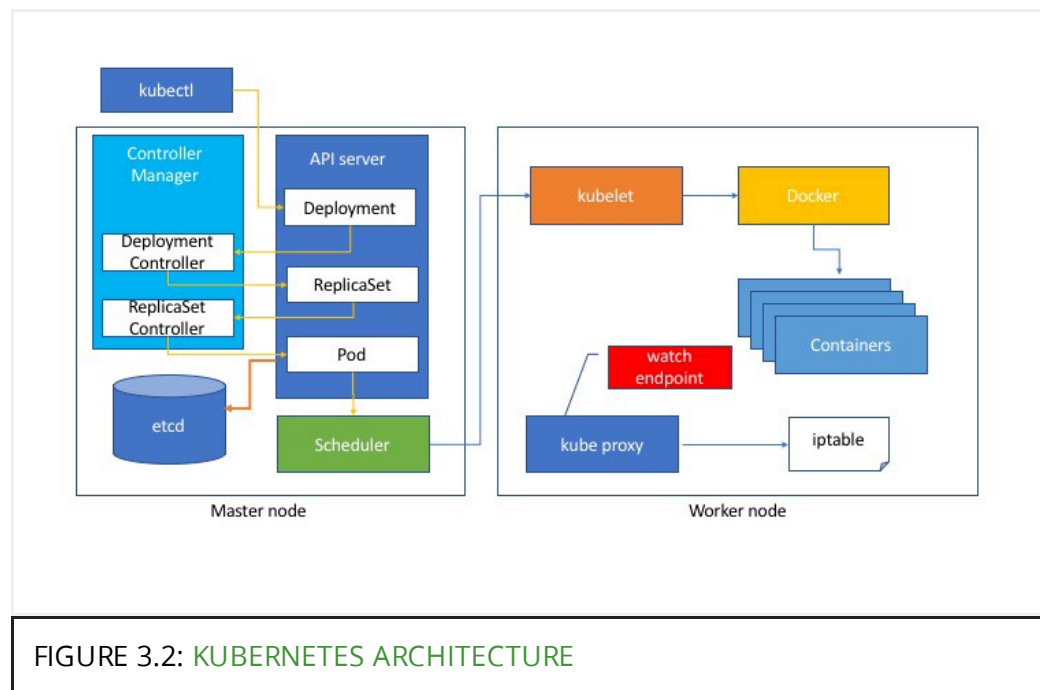 kubectl
Controller
Manager
API server
Deployment
Deployment
Controller
ReplicaSet
ReplicaSet
Controller
Pod
etcd
Scheduler
Master node
kubelet
Docker
Containers
watch
endpoint
kube proxy
iptable
Worker node
FIGURE 3.2: KUBERNETES ARCHITECTURE